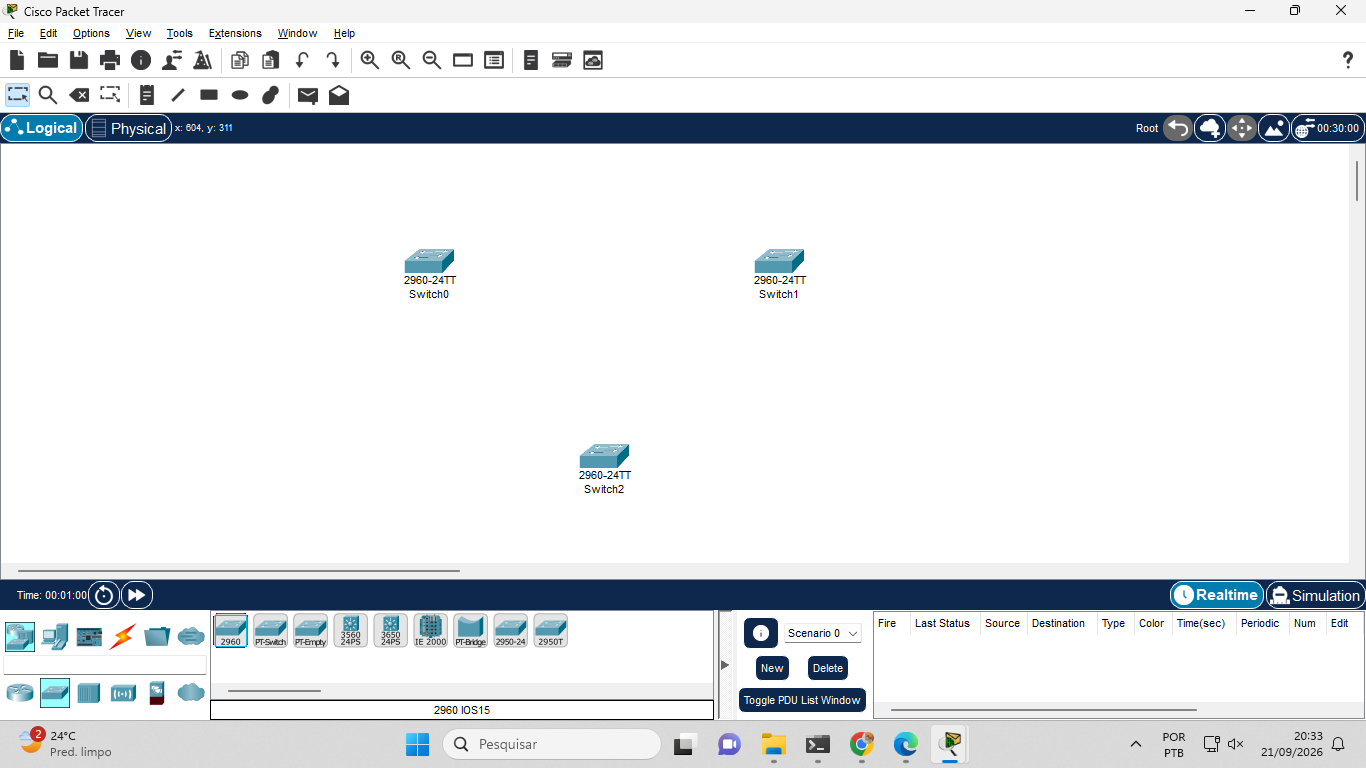 Cisco Packet Tracer
File Edit Options View Tools Extensions Window Help
Logical Physical x: 604, y: 311 Root 00:30:00
2960-24TT
Switch0
2960-24TT
Switch1
2960-24TT
Switch2
Time: 00:01:00 Realtime Simulation
2960 PT-Switch PT-Empty 3560 24PS 3650 24PS IE 2000 PT-Bridge 2950-24 2950T
2960 IOS15
Scenario 0
New Delete
Toggle PDU List Window
Fire Last Status Source Destination Type Color Time(sec) Periodic Num Edit
2
24°C
Pred. limpo
Pesquisar
POR
PTB
20:33
21/09/2026